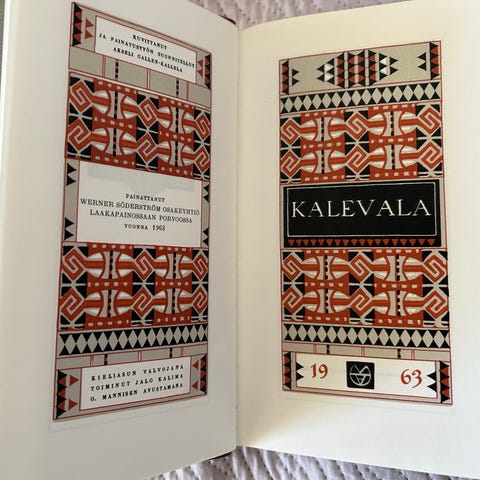 KUVITTANUT
JA PAINATUSTYÖN SUUNNITELLUT
AKSELI GALLEN-KALLELA
PAINATTANUT
WERNER SÖDERSTRÖM OSAKEYHTIÖ
LAAKAPAINOSSAAN PORVOOSSA
VUONNA 1963
KIELIASUN VALVOJANA
TOIMINUT JALO KALIMA
O. MANNISEN AVUSTAMANA
KALEVALA
19 63